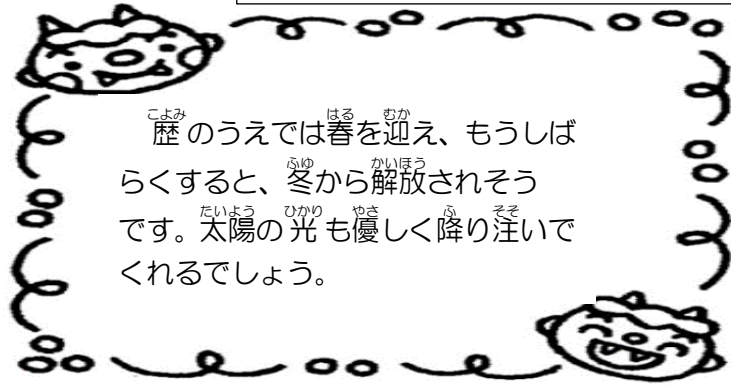 歴のうえでは春を迎え、もうしば
らくすると、冬から解放されそう
です。太陽の光も優しく降り注いで
くれるでしょう。